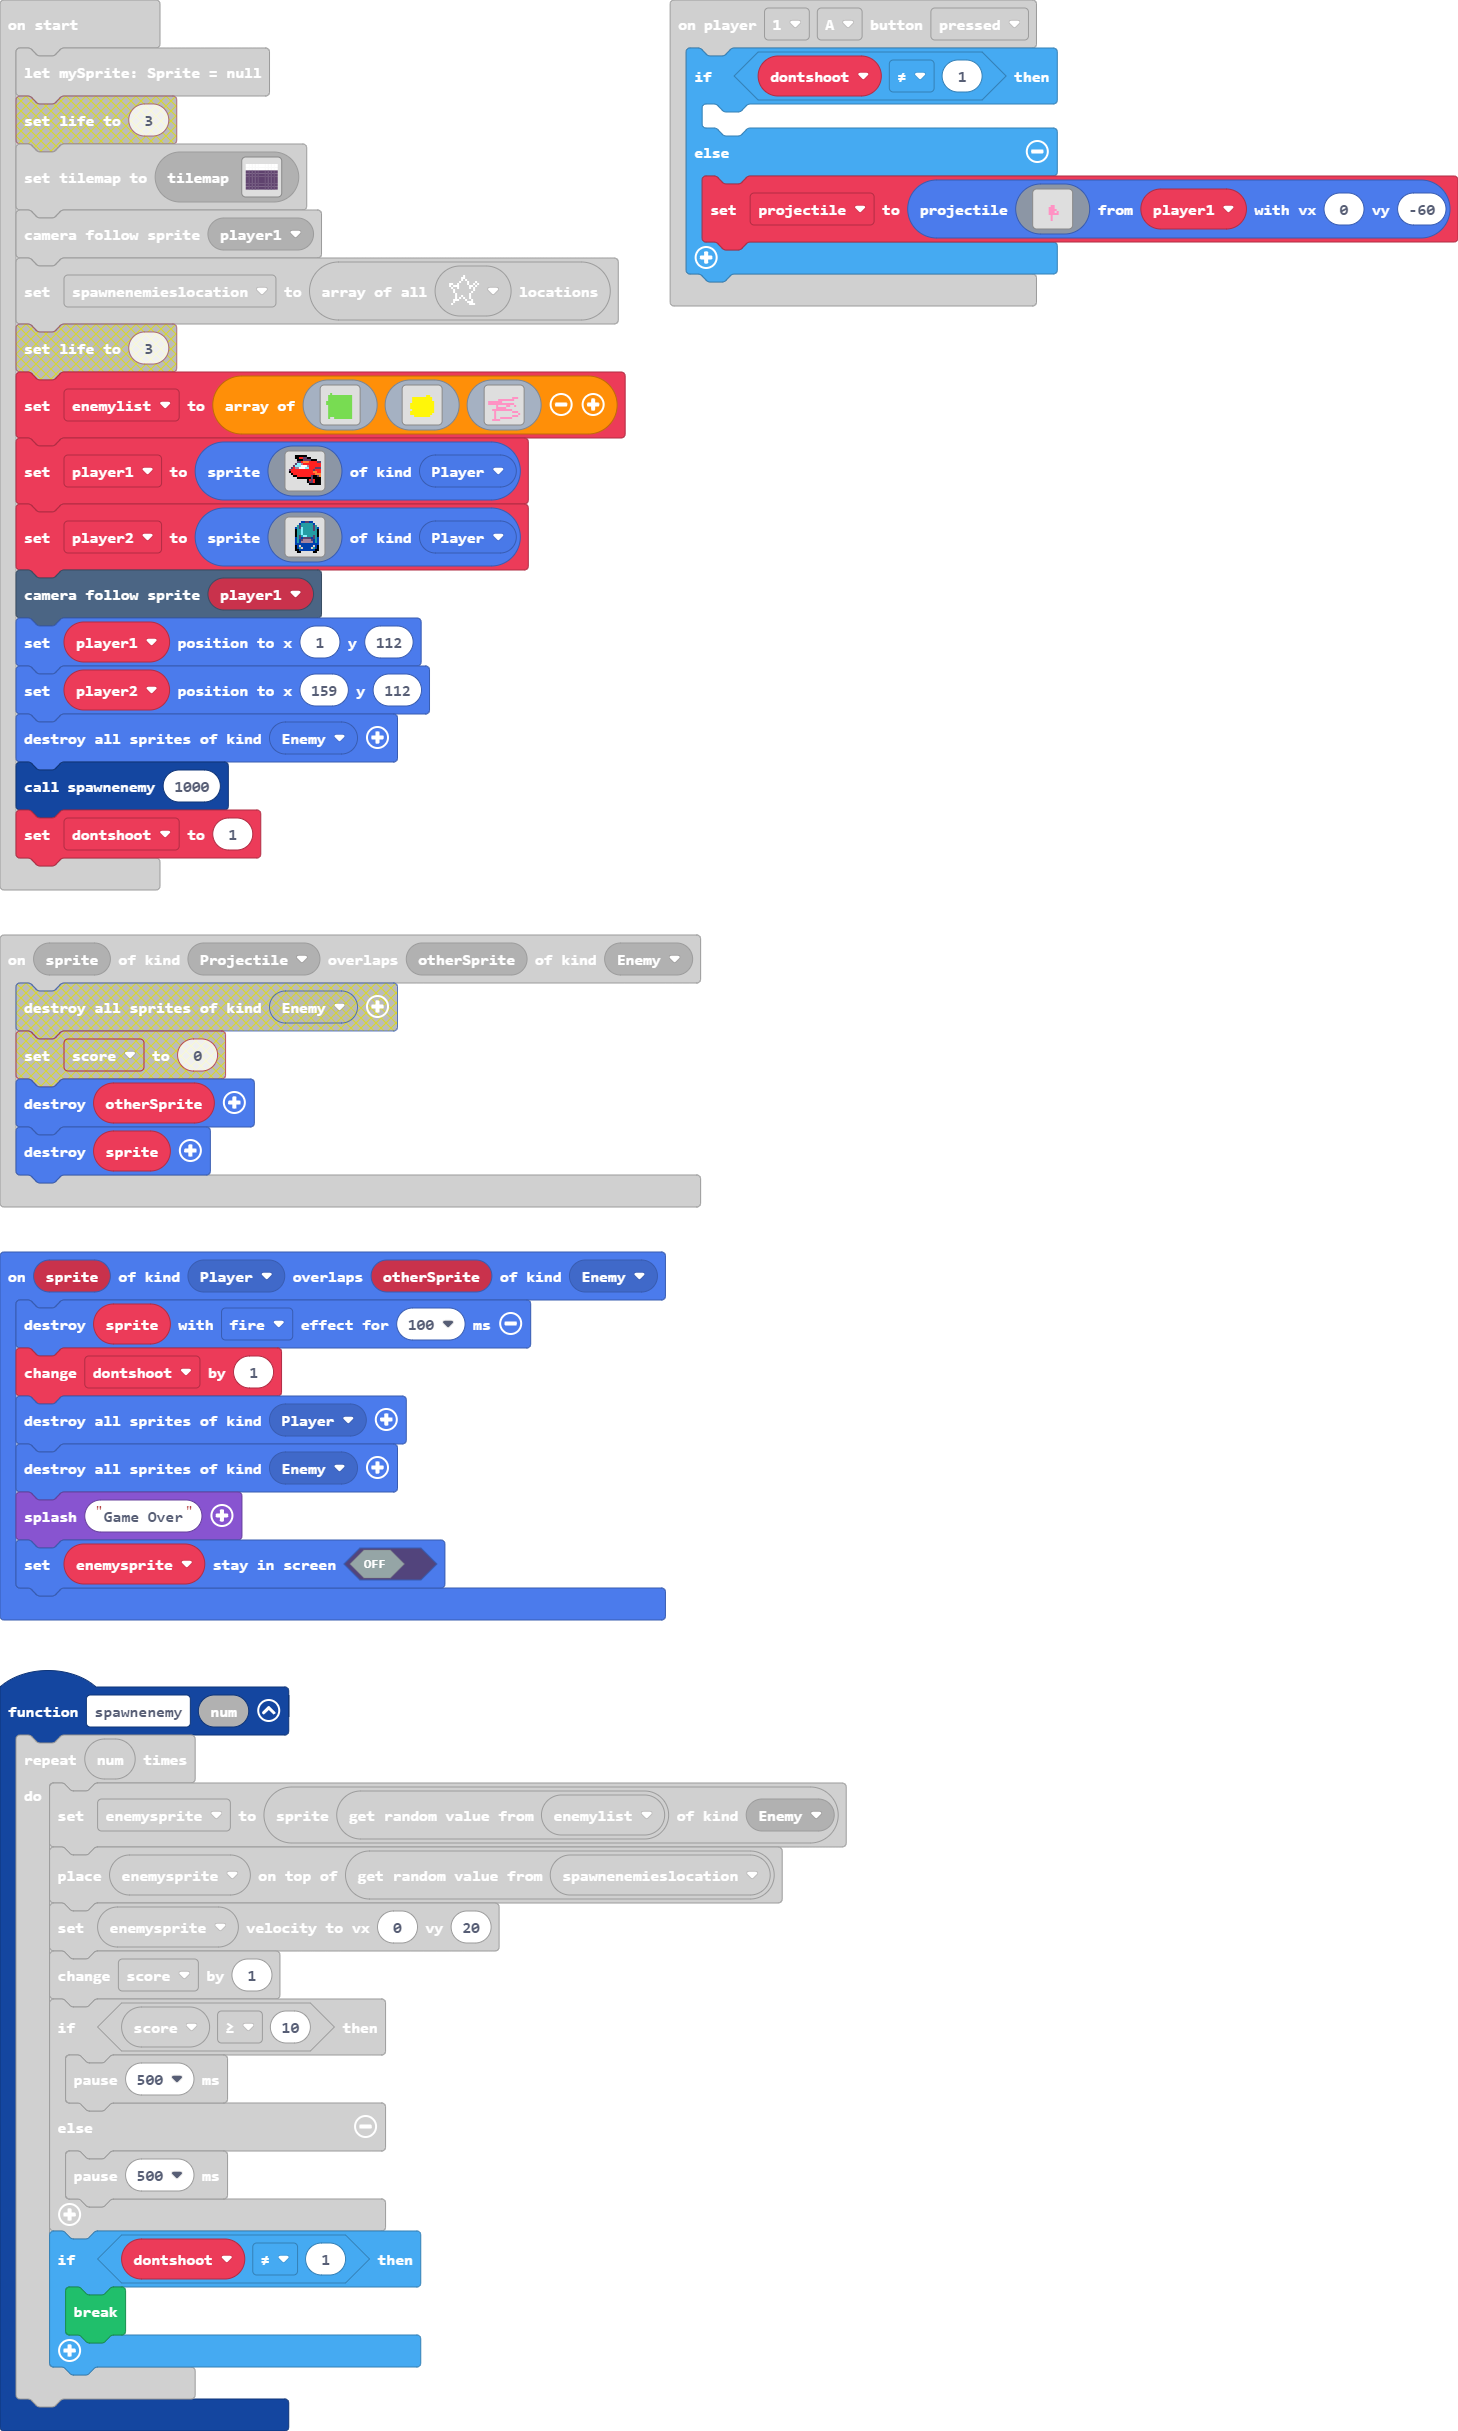 on start
let mySprite: Sprite = null
set life to 3
set tilemap to tilemap
camera follow sprite player1
set spawnenemieslocation to array of all locations
set life to 3
set enemylist to array of
set player1 to sprite of kind Player
set player2 to sprite of kind Player
camera follow sprite player1
set player1 position to x 1 y 112
set player2 position to x 159 y 112
destroy all sprites of kind Enemy
call spawnenemy 1000
set dontshoot to 1
on player 1 A button pressed
if dontshoot ≠ 1 then
else
set projectile to projectile from player1 with vx 0 vy -60
on sprite of kind Projectile overlaps otherSprite of kind Enemy
destroy all sprites of kind Enemy
set score to 0
destroy otherSprite
destroy sprite
on sprite of kind Player overlaps otherSprite of kind Enemy
destroy sprite with fire effect for 100 ms
change dontshoot by 1
destroy all sprites of kind Player
destroy all sprites of kind Enemy
splash "Game Over"
set enemysprite stay in screen OFF
function spawnenemy num
repeat num times
do
set enemysprite to sprite get random value from enemylist of kind Enemy
place enemysprite on top of get random value from spawnenemieslocation
set enemysprite velocity to vx 0 vy 20
change score by 1
if score ≥ 10 then
pause 500 ms
else
pause 500 ms
if dontshoot ≠ 1 then
break